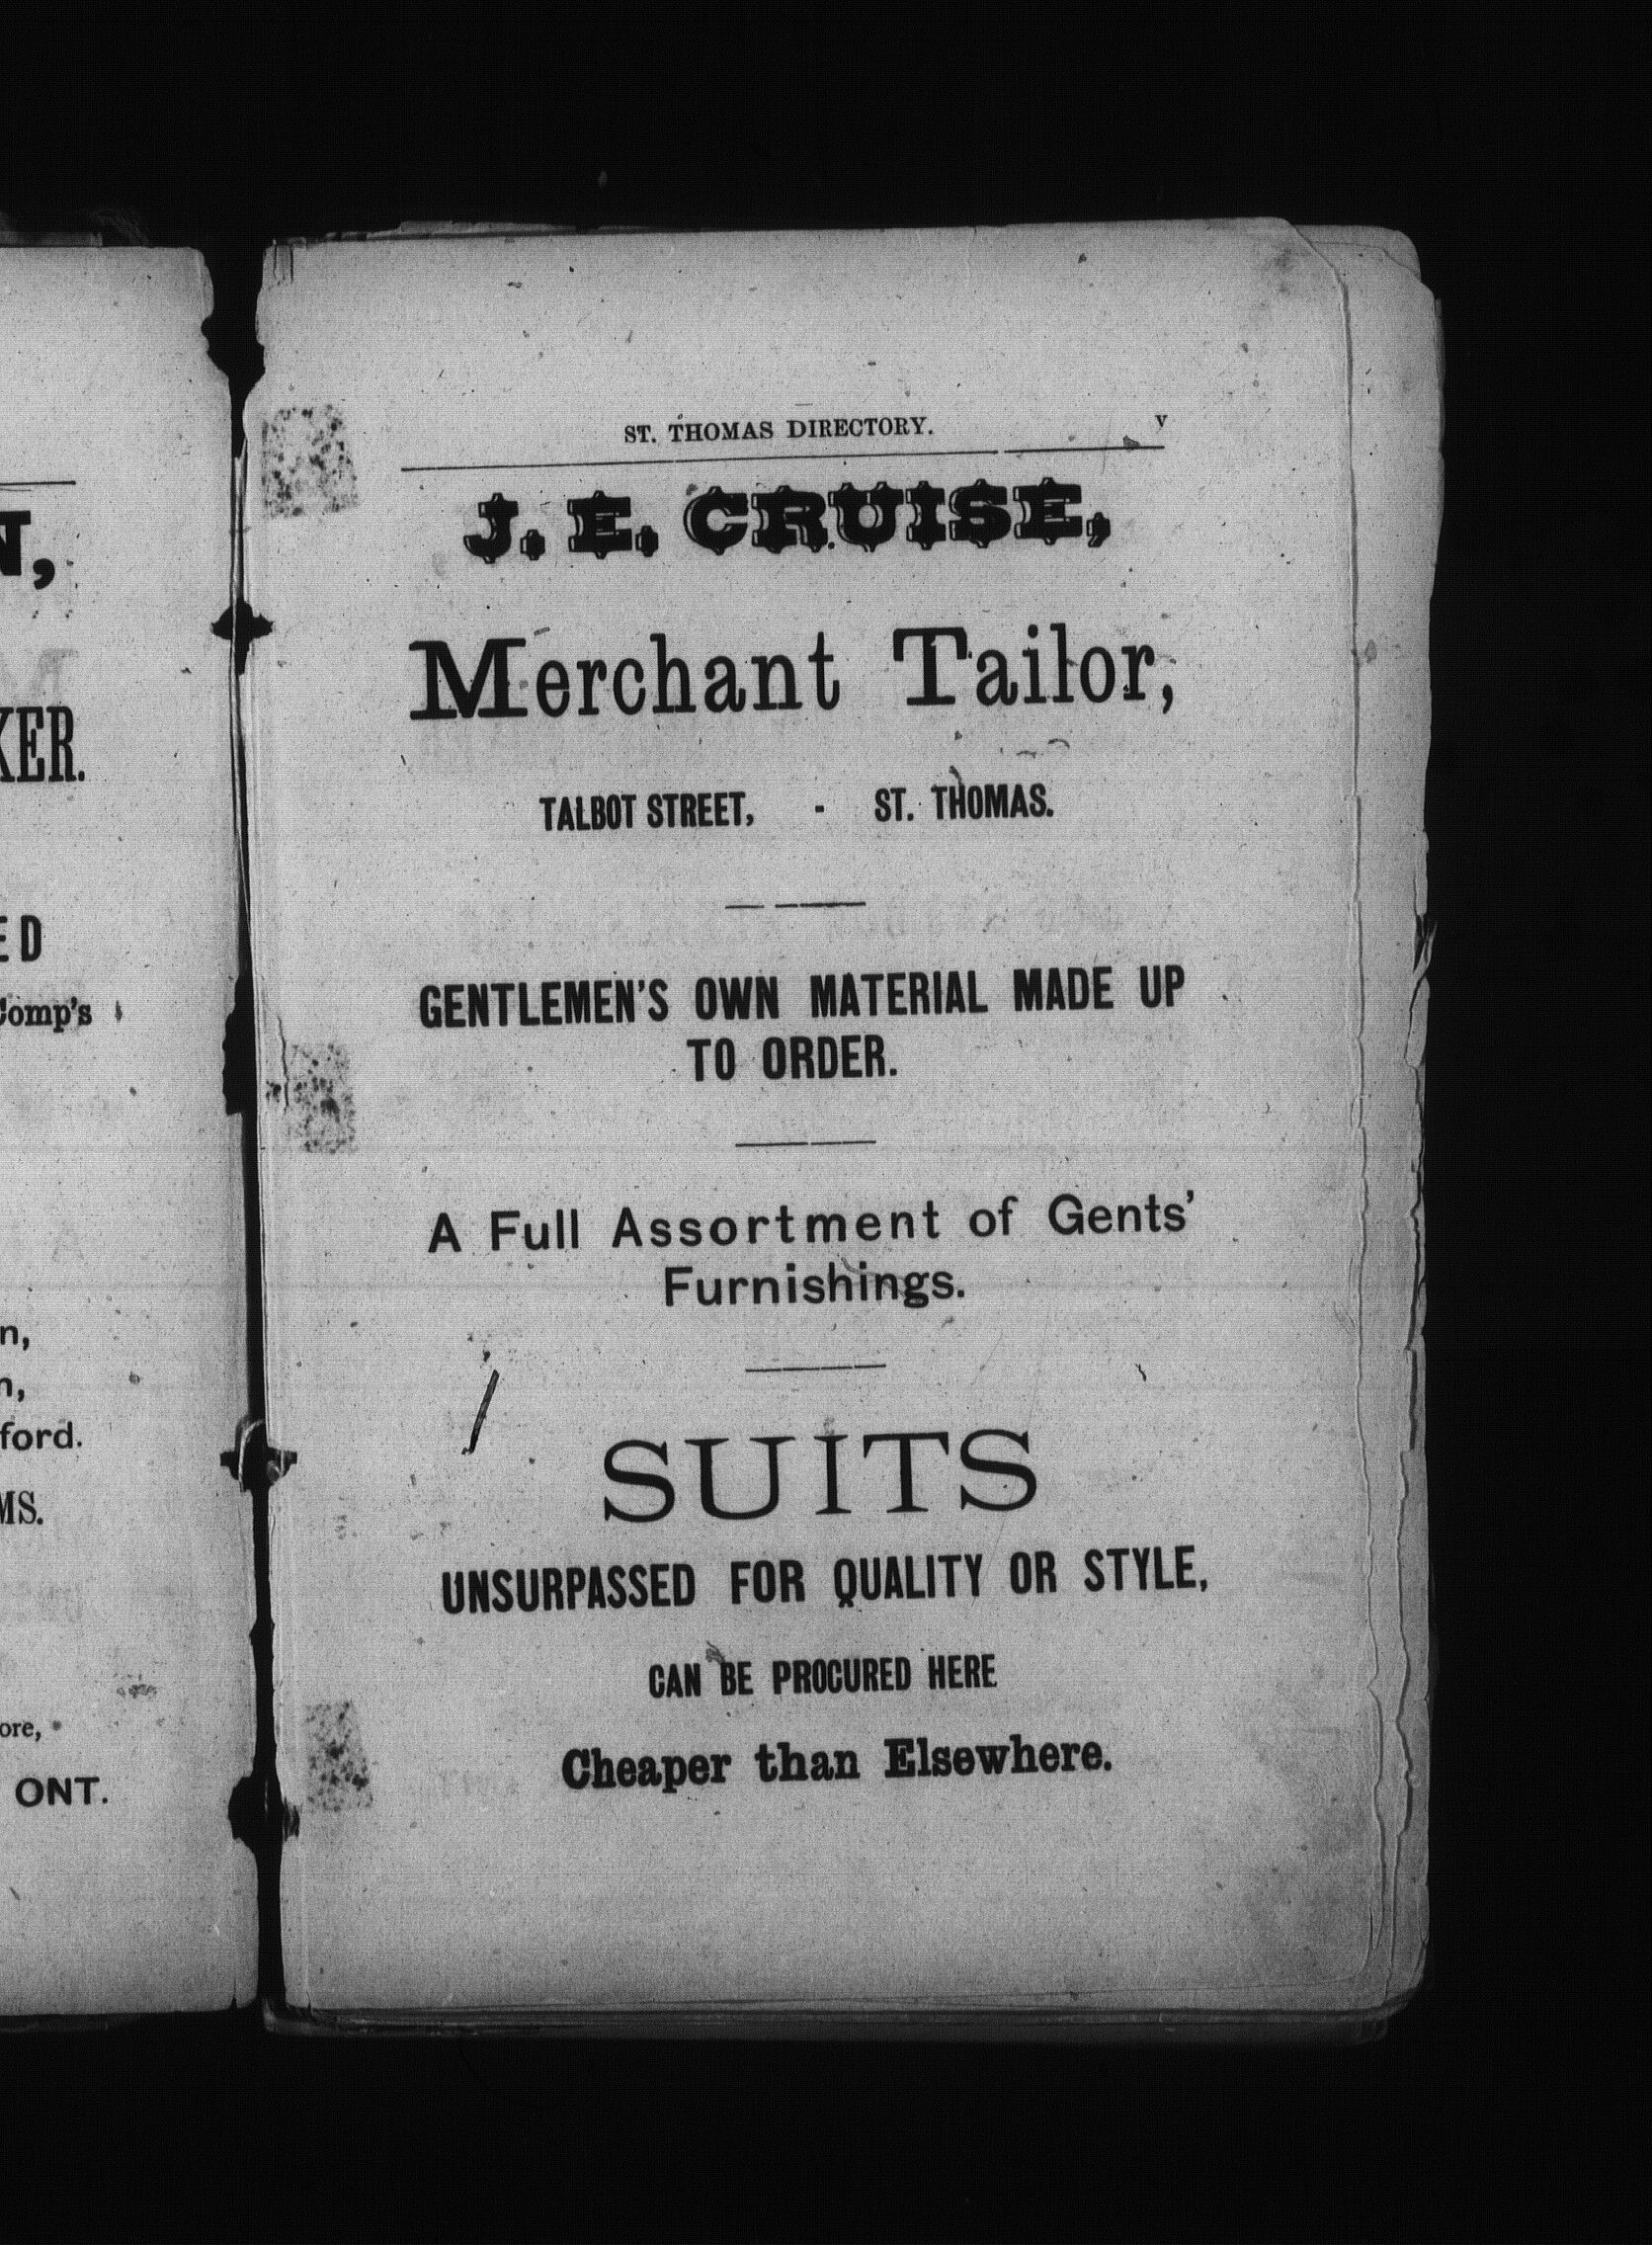 N,
KER.
ED
Comp's
n,
n,
ford.
MS.
ore,
ONT.
ST. THOMAS DIRECTORY. v
J. E. CRUISE,
Merchant Tailor,
TALBOT STREET, - ST. THOMAS.
GENTLEMEN'S OWN MATERIAL MADE UP
TO ORDER.
A Full Assortment of Gents'
Furnishings.
SUITS
UNSURPASSED FOR QUALITY OR STYLE,
CAN BE PROCURED HERE
Cheaper than Elsewhere.